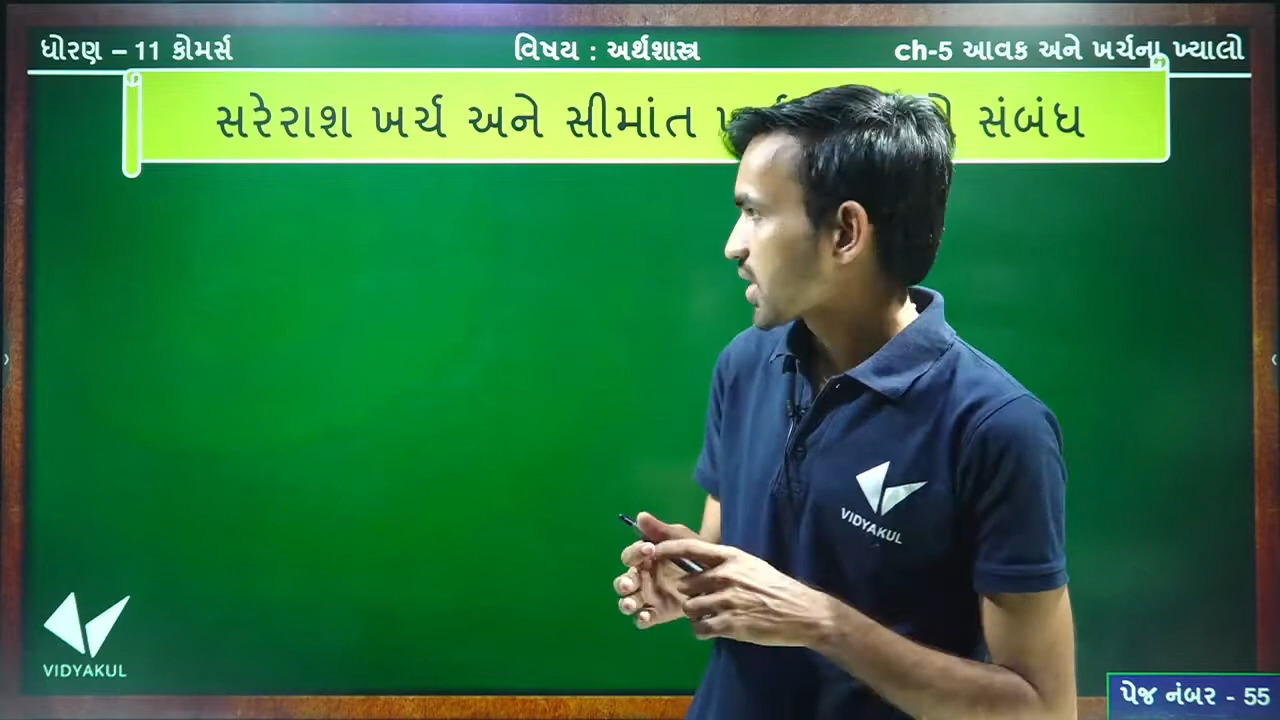 ધોરણ – 11 કોમર્સ
વિષય : અર્થશાસ્ત્ર
ch-5 આવક અને ખર્ચના ખ્યાલો
સરેરાશ ખર્ચ અને સીમાંત સંબંધ
VIDYAKUL
VIDYAKUL
પેજ નંબર - 55